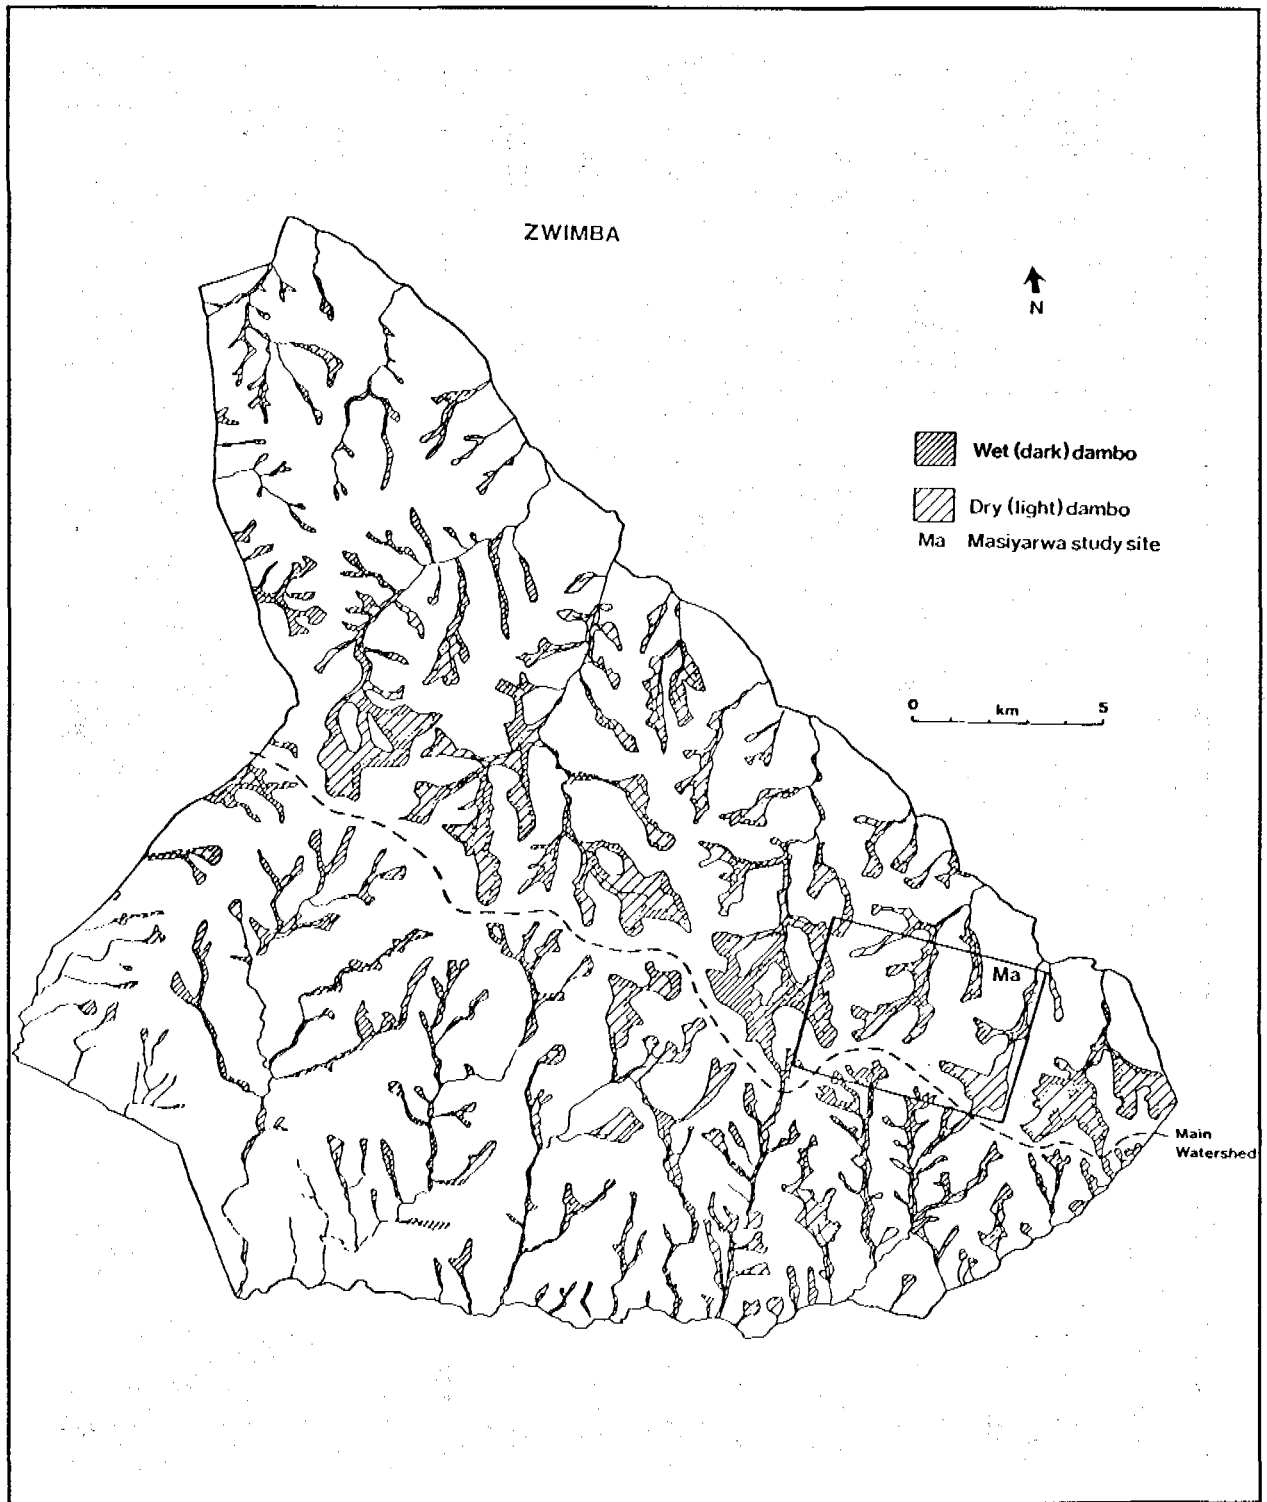 ZWIMBA
N
Wet (dark) dambo
Dry (light) dambo
Ma Masiyarwa study site
0 km 5
Ma
Main
Watershed